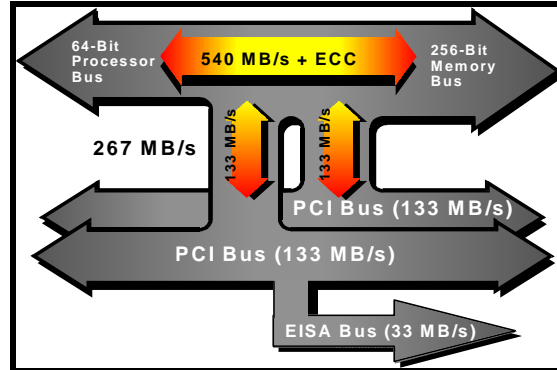 64-Bit
Processor
Bus
540 MB/s + ECC
256-Bit
Memory
Bus
267 MB/s
133 MB/s
133 MB/s
PCI Bus (133 MB/s)
PCI Bus (133 MB/s)
EISA Bus (33 MB/s)